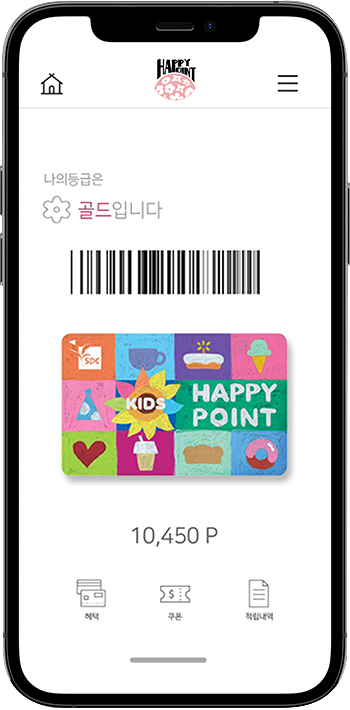 HAPPY
POINT
나의등급은
골드입니다
SPC
KIDS
HAPPY
POINT
10,450 P
$
혜택
쿠폰
적립내역